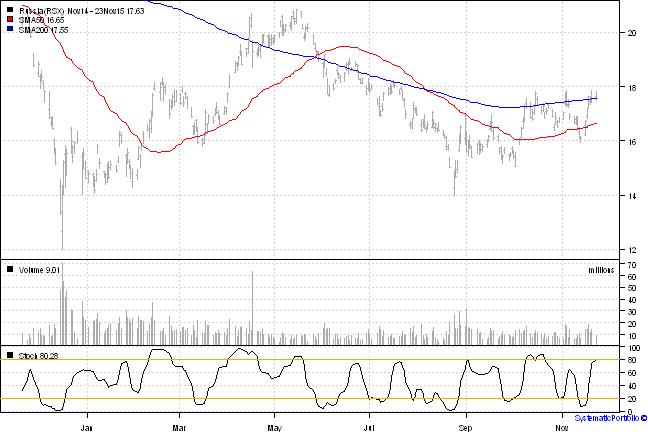 Russia(RSX) Nov14 - 23Nov15 17.63
SMA50 16.65
SMA200 17.55
20
18
16
14
12
Volume 9.01
70
millions
60
50
40
30
20
10
Stoch 80.28
100
80
60
40
20
0
Jan Mar May Jul Sep Nov
SystematicPortfolio ©